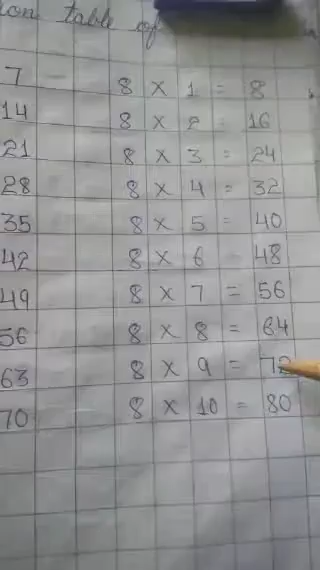 ion table of
7 8 x 1 = 8
14 8 x 2 = 16
21 8 x 3 = 24
28 8 x 4 = 32
35 8 x 5 = 40
42 8 x 6 48
49 8 x 7 = 56
56 8 x 8 = 64
63 8 x 9 = 72
70 8 x 10 = 80